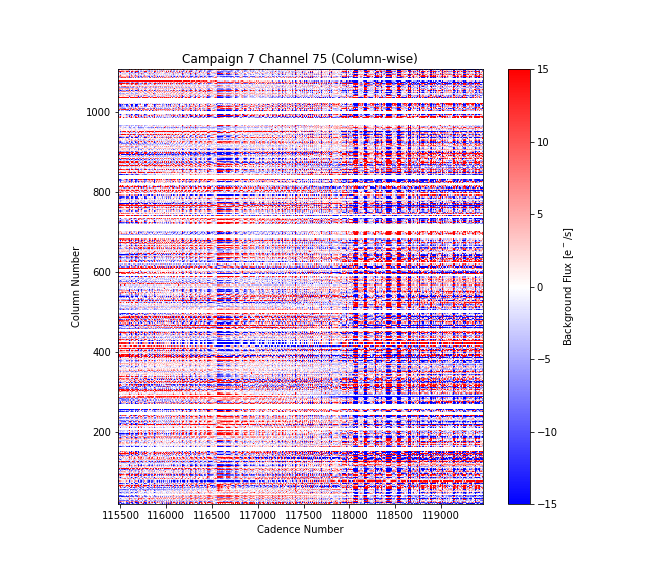 Campaign 7 Channel 75 (Column-wise)
1000
800
600
400
200
Column Number
115500 116000 116500 117000 117500 118000 118500 119000
Cadence Number
15
10
5
0
−5
−10
−15
Background Flux [e⁻/s]